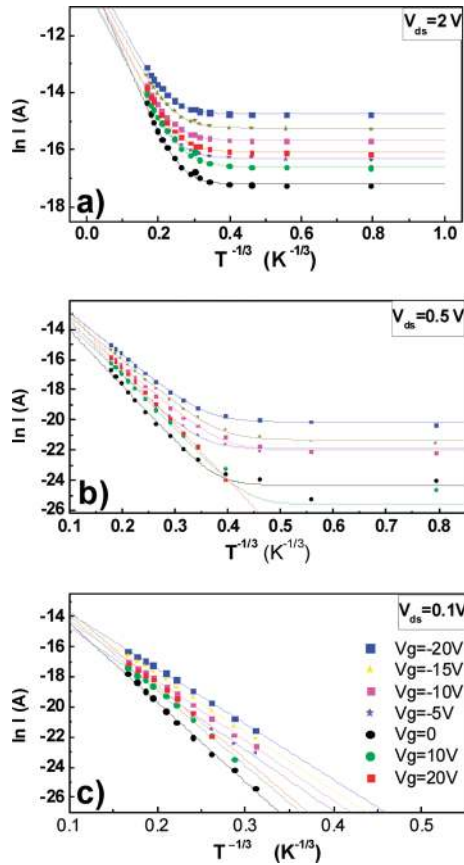 V_ds=2 V
-11
-14
-16
-18
ln I (A)
a)
0.0 0.2 0.4 0.6 0.8 1.0
T^-1/3 (K^-1/3)
V_ds=0.5 V
-14
-16
-18
-20
-22
-24
-26
ln I (A)
b)
0.1 0.2 0.3 0.4 0.5 0.6 0.7 0.8
T^-1/3 (K^-1/3)
V_ds=0.1V
-14
-16
-18
-20
-22
-24
-26
ln I (A)
Vg=-20V
Vg=-15V
Vg=-10V
Vg=-5V
Vg=0
Vg=10V
Vg=20V
c)
0.1 0.2 0.3 0.4 0.5
T^-1/3 (K^-1/3)